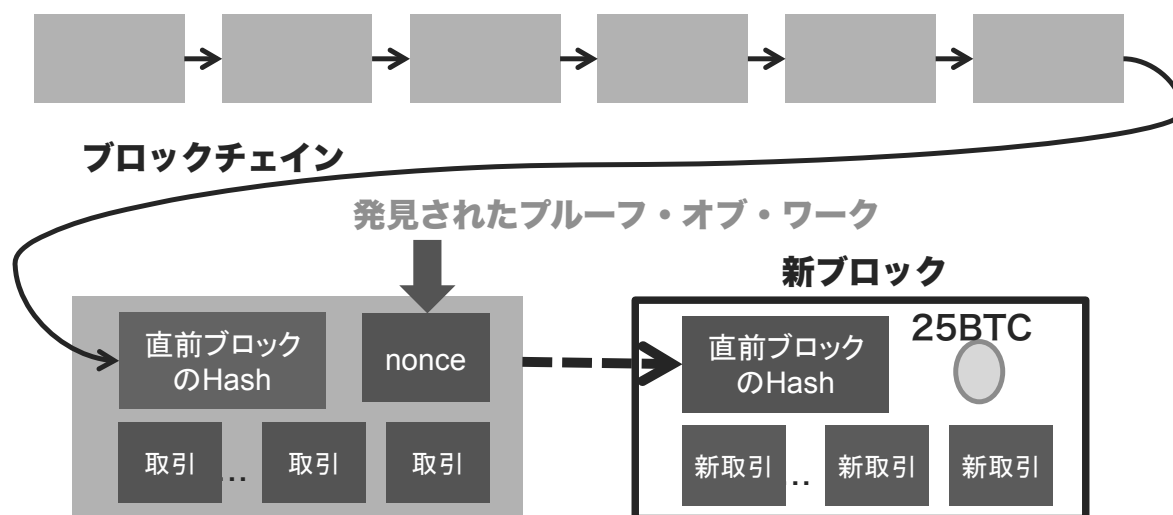 ブロックチェイン
発見されたプルーフ・オブ・ワーク
新ブロック
直前ブロック
のHash
nonce
直前ブロック
のHash
25BTC
取引
...
取引
取引
新取引
..
新取引
新取引